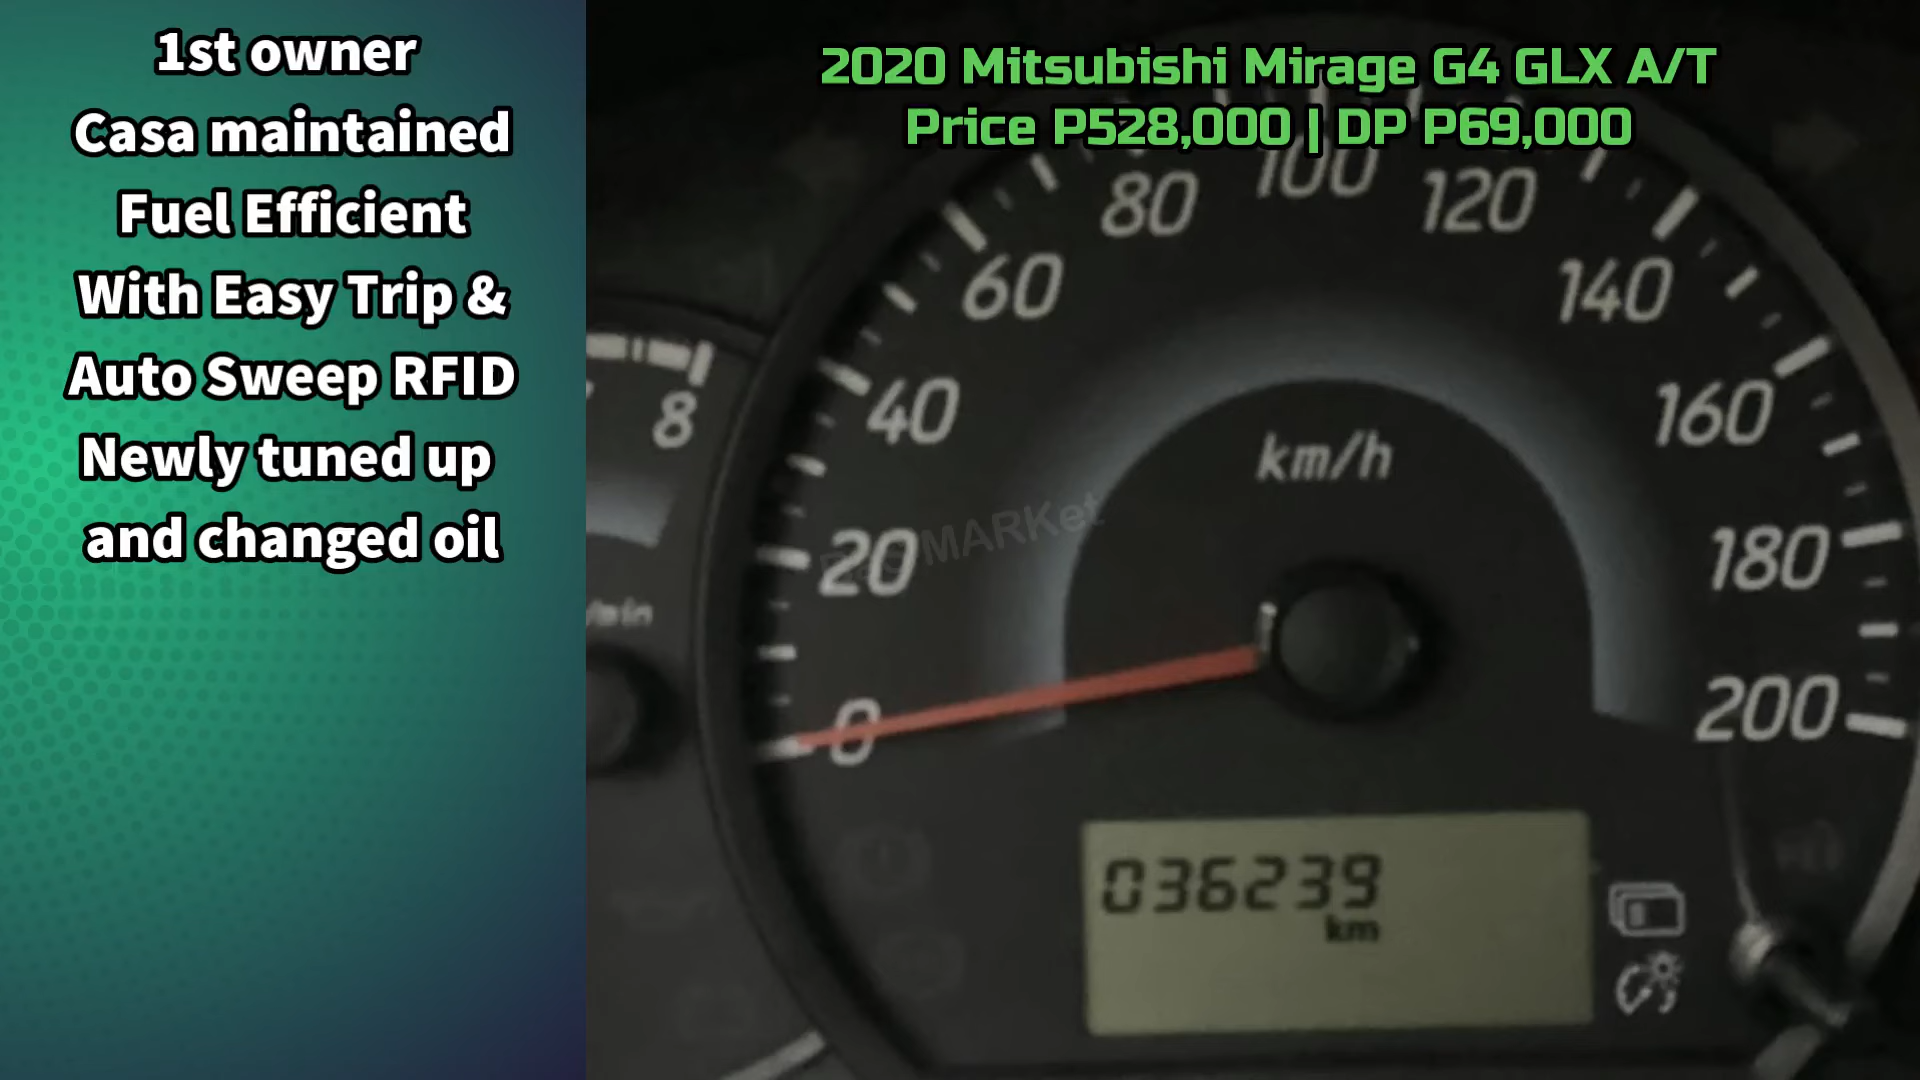 1st owner
Casa maintained
Fuel Efficient
With Easy Trip &
Auto Sweep RFID
Newly tuned up
and changed oil
2020 Mitsubishi Mirage G4 GLX A/T
Price P528,000 | DP P69,000
8
/min
0
20
40
60
80
100
120
140
160
180
200
km/h
036239
km